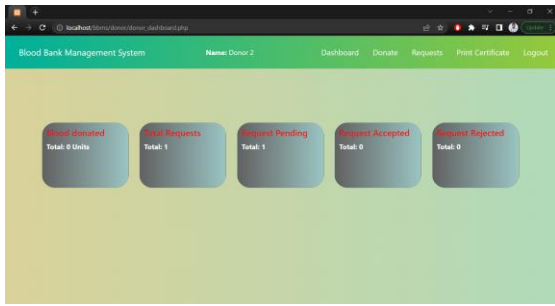 localhost/bbms/donor/donor_dashboard.php
Update
Blood Bank Management System
Name: Donor 2
Dashboard
Donate
Requests
Print Certificate
Logout
Blood donated
Total: 0 Units
Total Requests
Total: 1
Request Pending
Total: 1
Request Accepted
Total: 0
Request Rejected
Total: 0